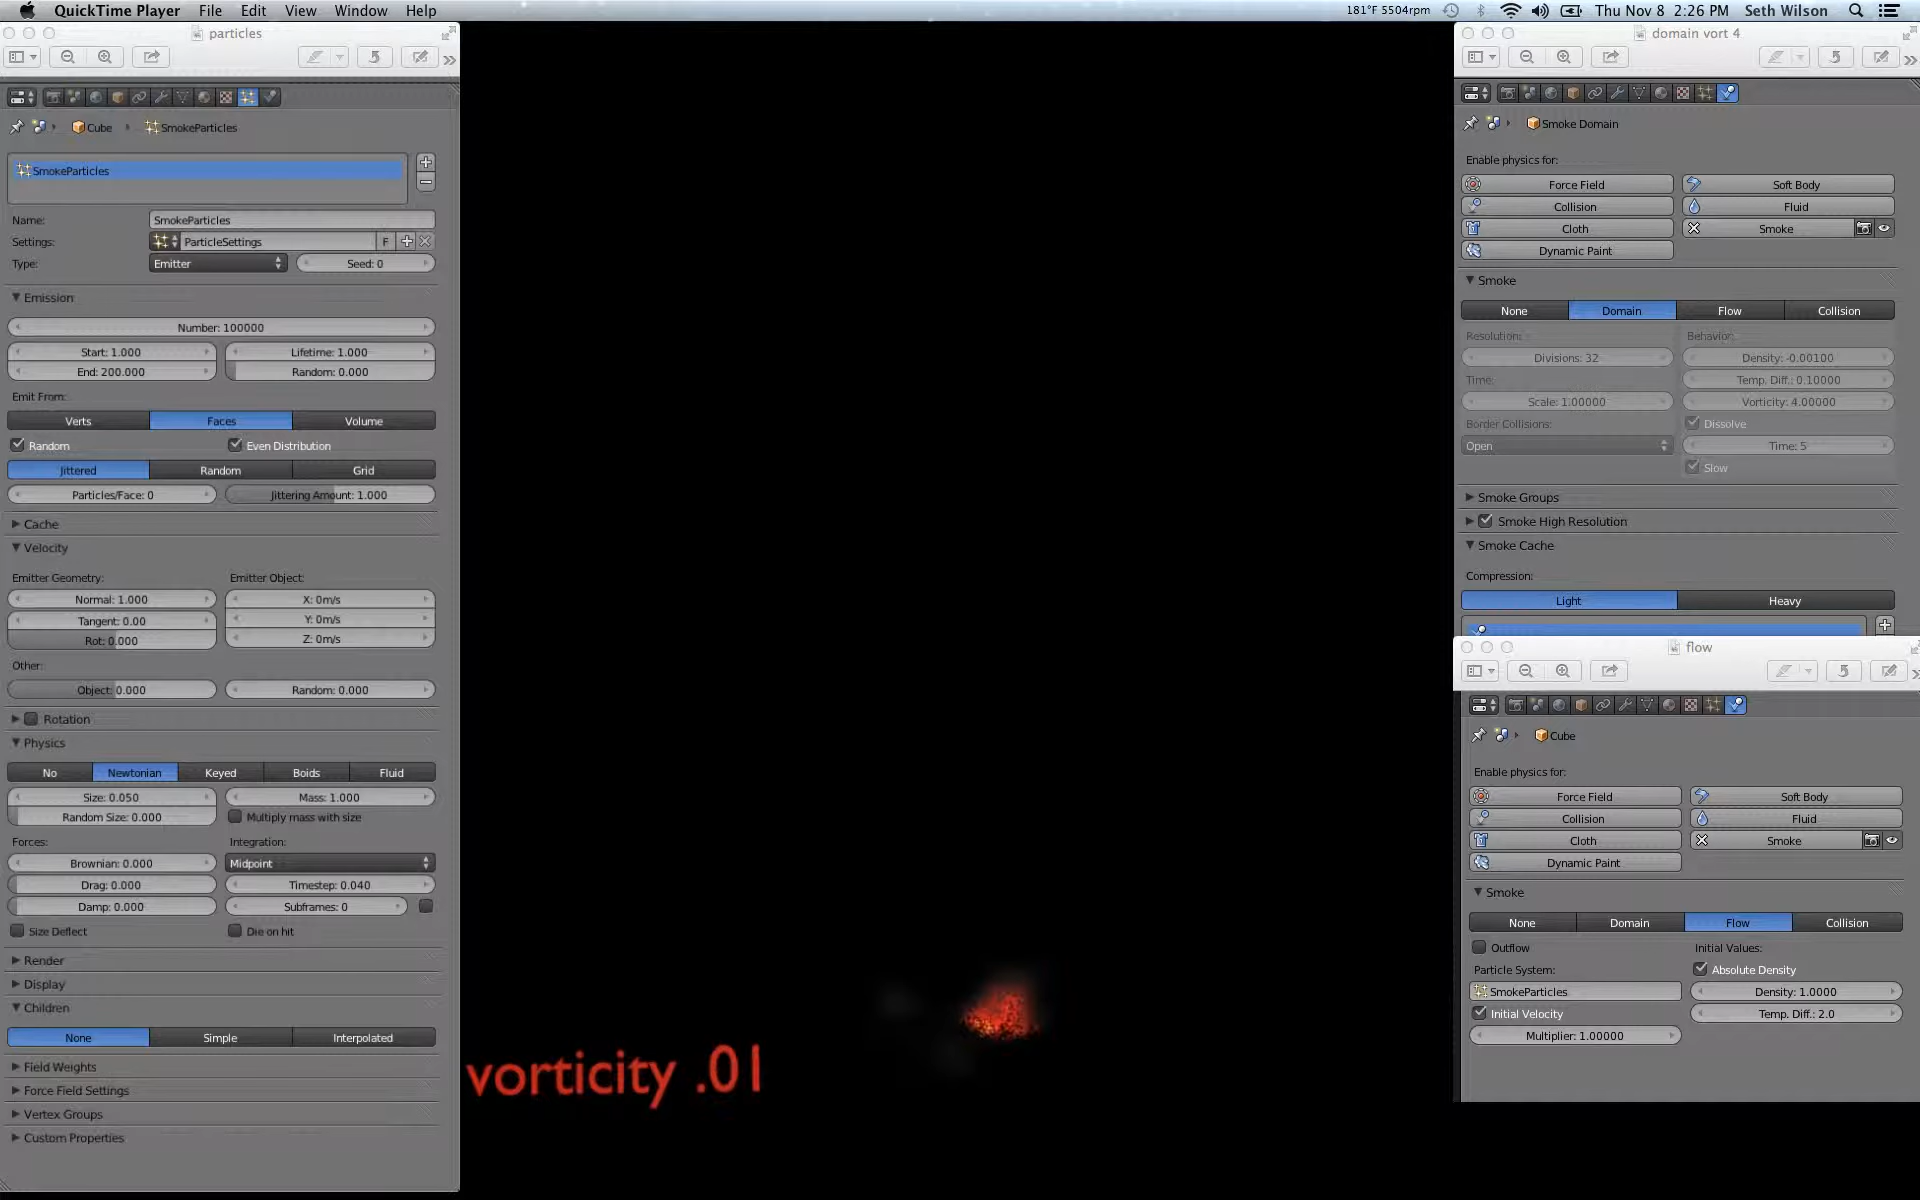 QuickTime Player File Edit View Window Help 181°F 5504rpm Thu Nov 8 2:26 PM Seth Wilson
particles
Cube SmokeParticles
SmokeParticles
Name: SmokeParticles
Settings: ParticleSettings F
Type: Emitter Seed: 0
Emission
Number: 100000
Start: 1.000 Lifetime: 1.000
End: 200.000 Random: 0.000
Emit From:
Verts Faces Volume
Random Even Distribution
Jittered Random Grid
Particles/Face: 0 Jittering Amount: 1.000
Cache
Velocity
Emitter Geometry: Emitter Object:
Normal: 1.000 X: 0m/s
Tangent: 0.00 Y: 0m/s
Rot: 0.000 Z: 0m/s
Other:
Object: 0.000 Random: 0.000
Rotation
Physics
No Newtonian Keyed Boids Fluid
Size: 0.050 Mass: 1.000
Random Size: 0.000 Multiply mass with size
Forces: Integration:
Brownian: 0.000 Midpoint
Drag: 0.000 Timestep: 0.040
Damp: 0.000 Subframes: 0
Size Deflect Die on hit
Render
Display
Children
None Simple Interpolated
Field Weights
Force Field Settings
Vertex Groups
Custom Properties
vorticity .01
domain vort 4
Smoke Domain
Enable physics for:
Force Field Soft Body
Collision Fluid
Cloth Smoke
Dynamic Paint
Smoke
None Domain Flow Collision
Resolution: Behavior:
Divisions: 32 Density: -0.00100
Time: Temp. Diff.: 0.10000
Scale: 1.00000 Vorticity: 4.00000
Border Collisions: Dissolve
Open Time: 5
Slow
Smoke Groups
Smoke High Resolution
Smoke Cache
Compression:
Light Heavy
flow
Cube
Enable physics for:
Force Field Soft Body
Collision Fluid
Cloth Smoke
Dynamic Paint
Smoke
None Domain Flow Collision
Outflow Initial Values:
Particle System: Absolute Density
SmokeParticles Density: 1.0000
Initial Velocity Temp. Diff.: 2.0
Multiplier: 1.00000